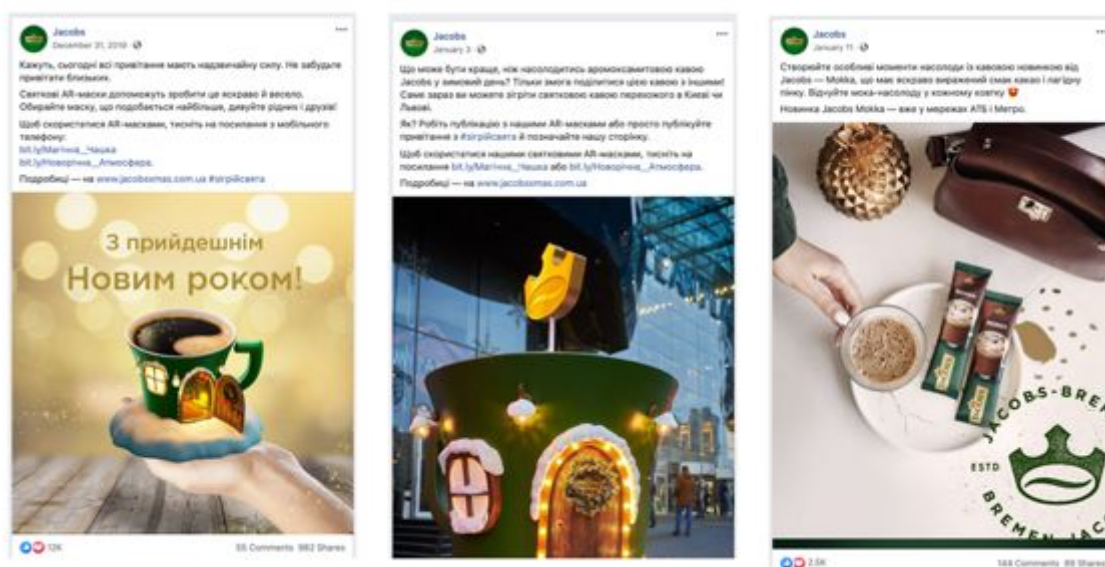 Jacobs
December 31, 2019
Кажуть, сьогодні всі привітання мають надзвичайну силу. Не забудьте
привітати близьких.
Святкові AR-маски допоможуть зробити це яскраво й весело.
Обирайте маску, що подобається найбільше, дивуйте рідних і друзів!
Щоб скористатися AR-масками, тисніть на посилання з мобільного
телефону:
bit.ly/Магічна_Чашка
bit.ly/Новорічна_Атмосфера.
Подробиці — на www.jacobsxmas.com.ua #зігрійсвята
З прийдешнім
Новим роком!
12K
55 Comments 982 Shares
Jacobs
January 3
Що може бути краще, ніж насолодитись аромоксамитовою кавою
Jacobs у зимовий день? Тільки змога поділитися цією кавою з іншими!
Саме зараз ви можете зігріти святковою кавою перехожого в Києві чи
Львові.
Як? Робіть публікацію з нашими AR-масками або просто публікуйте
привітання з #зігрійсвята й позначайте нашу сторінку.
Щоб скористатися нашими святковими AR-масками, тисніть на
посилання bit.ly/Магічна_Чашка або bit.ly/Новорічна_Атмосфера.
Подробиці — на www.jacobsxmas.com.ua
Jacobs
January 11
Створюйте особливі моменти насолоди із кавовою новинкою від
Jacobs — Mokka, що має яскраво виражений смак какао і лагідну
пінку. Відчуйте мока-насолоду у кожному ковтку
Новинка Jacobs Mokka — вже у мережах АТБ і Метро.
JACOBS-BREM
ESTD
BREMEN-JAC
2.5K
144 Comments 89 Shares